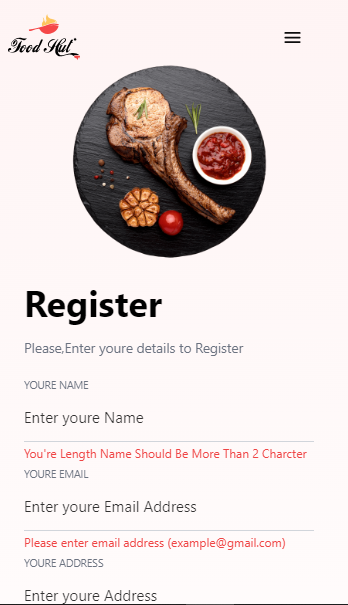 Food Hut
Register
Please,Enter youre details to Register
YOURE NAME
Enter youre Name
You're Length Name Should Be More Than 2 Charcter
YOURE EMAIL
Enter youre Email Address
Please enter email address (example@gmail.com)
YOURE ADDRESS
Enter youre Address